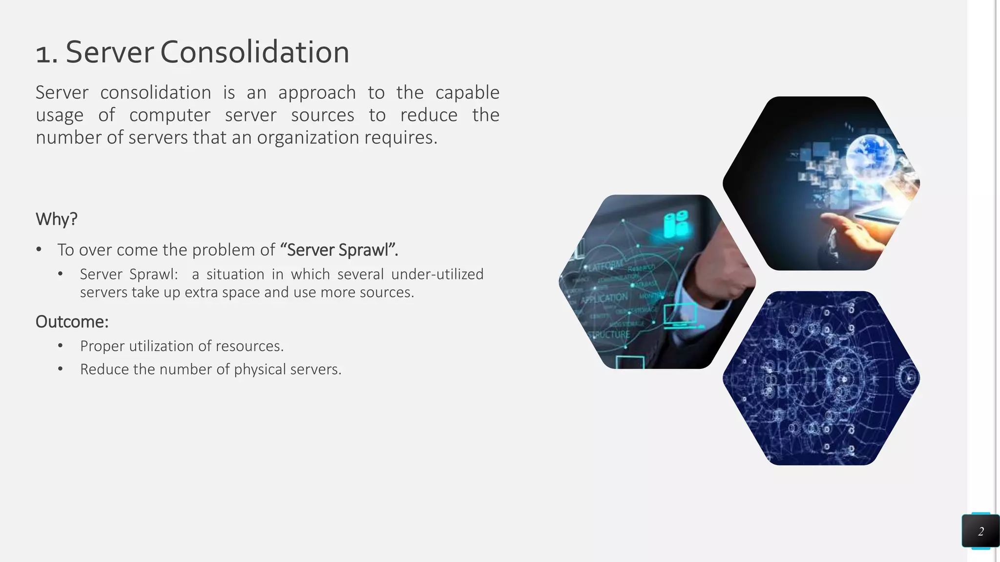 1. Server Consolidation
Server consolidation is an approach to the capable
usage of computer server sources to reduce the
number of servers that an organization requires.
Why?
• To over come the problem of “Server Sprawl”.
• Server Sprawl: a situation in which several under-utilized
servers take up extra space and use more sources.
Outcome:
• Proper utilization of resources.
• Reduce the number of physical servers.
PLATFORM
Research
APPLICATION
STRUCTURE
2